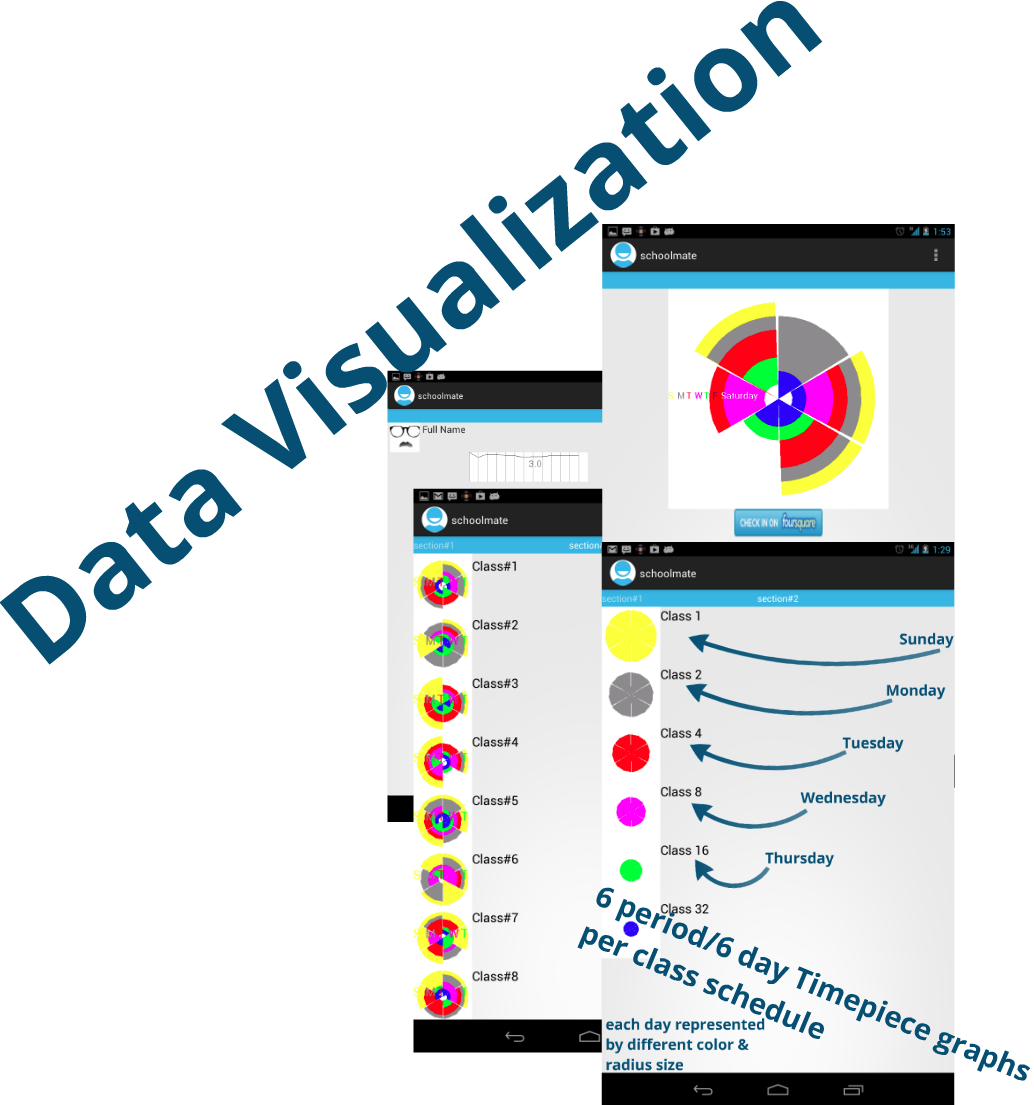 Data Visualization
1:53
schoolmate
S M T W T F Saturday
CHECK IN ON foursquare
schoolmate
Full Name
3.0
schoolmate
section#1
Class#1
Class#2
Class#3
Class#4
Class#5
Class#6
Class#7
Class#8
1:29
schoolmate
section#1 section#2
Class 1
Sunday
Class 2
Monday
Class 4
Tuesday
Class 8
Wednesday
Class 16
Thursday
Class 32
6 period/6 day Timepiece graphs
per class schedule
each day represented
by different color &
radius size